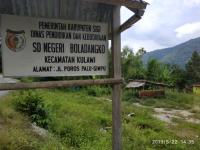 PEMERINTAH KABUPATEN SIGI
DINAS PENDIDIKAN DAN KEBUDAYAAN
SD NEGERI BOLADANGKO
KECAMATAN KULAWI
ALAMAT : JL. POROS PALU-GIMPU
2019/5/22 14:35